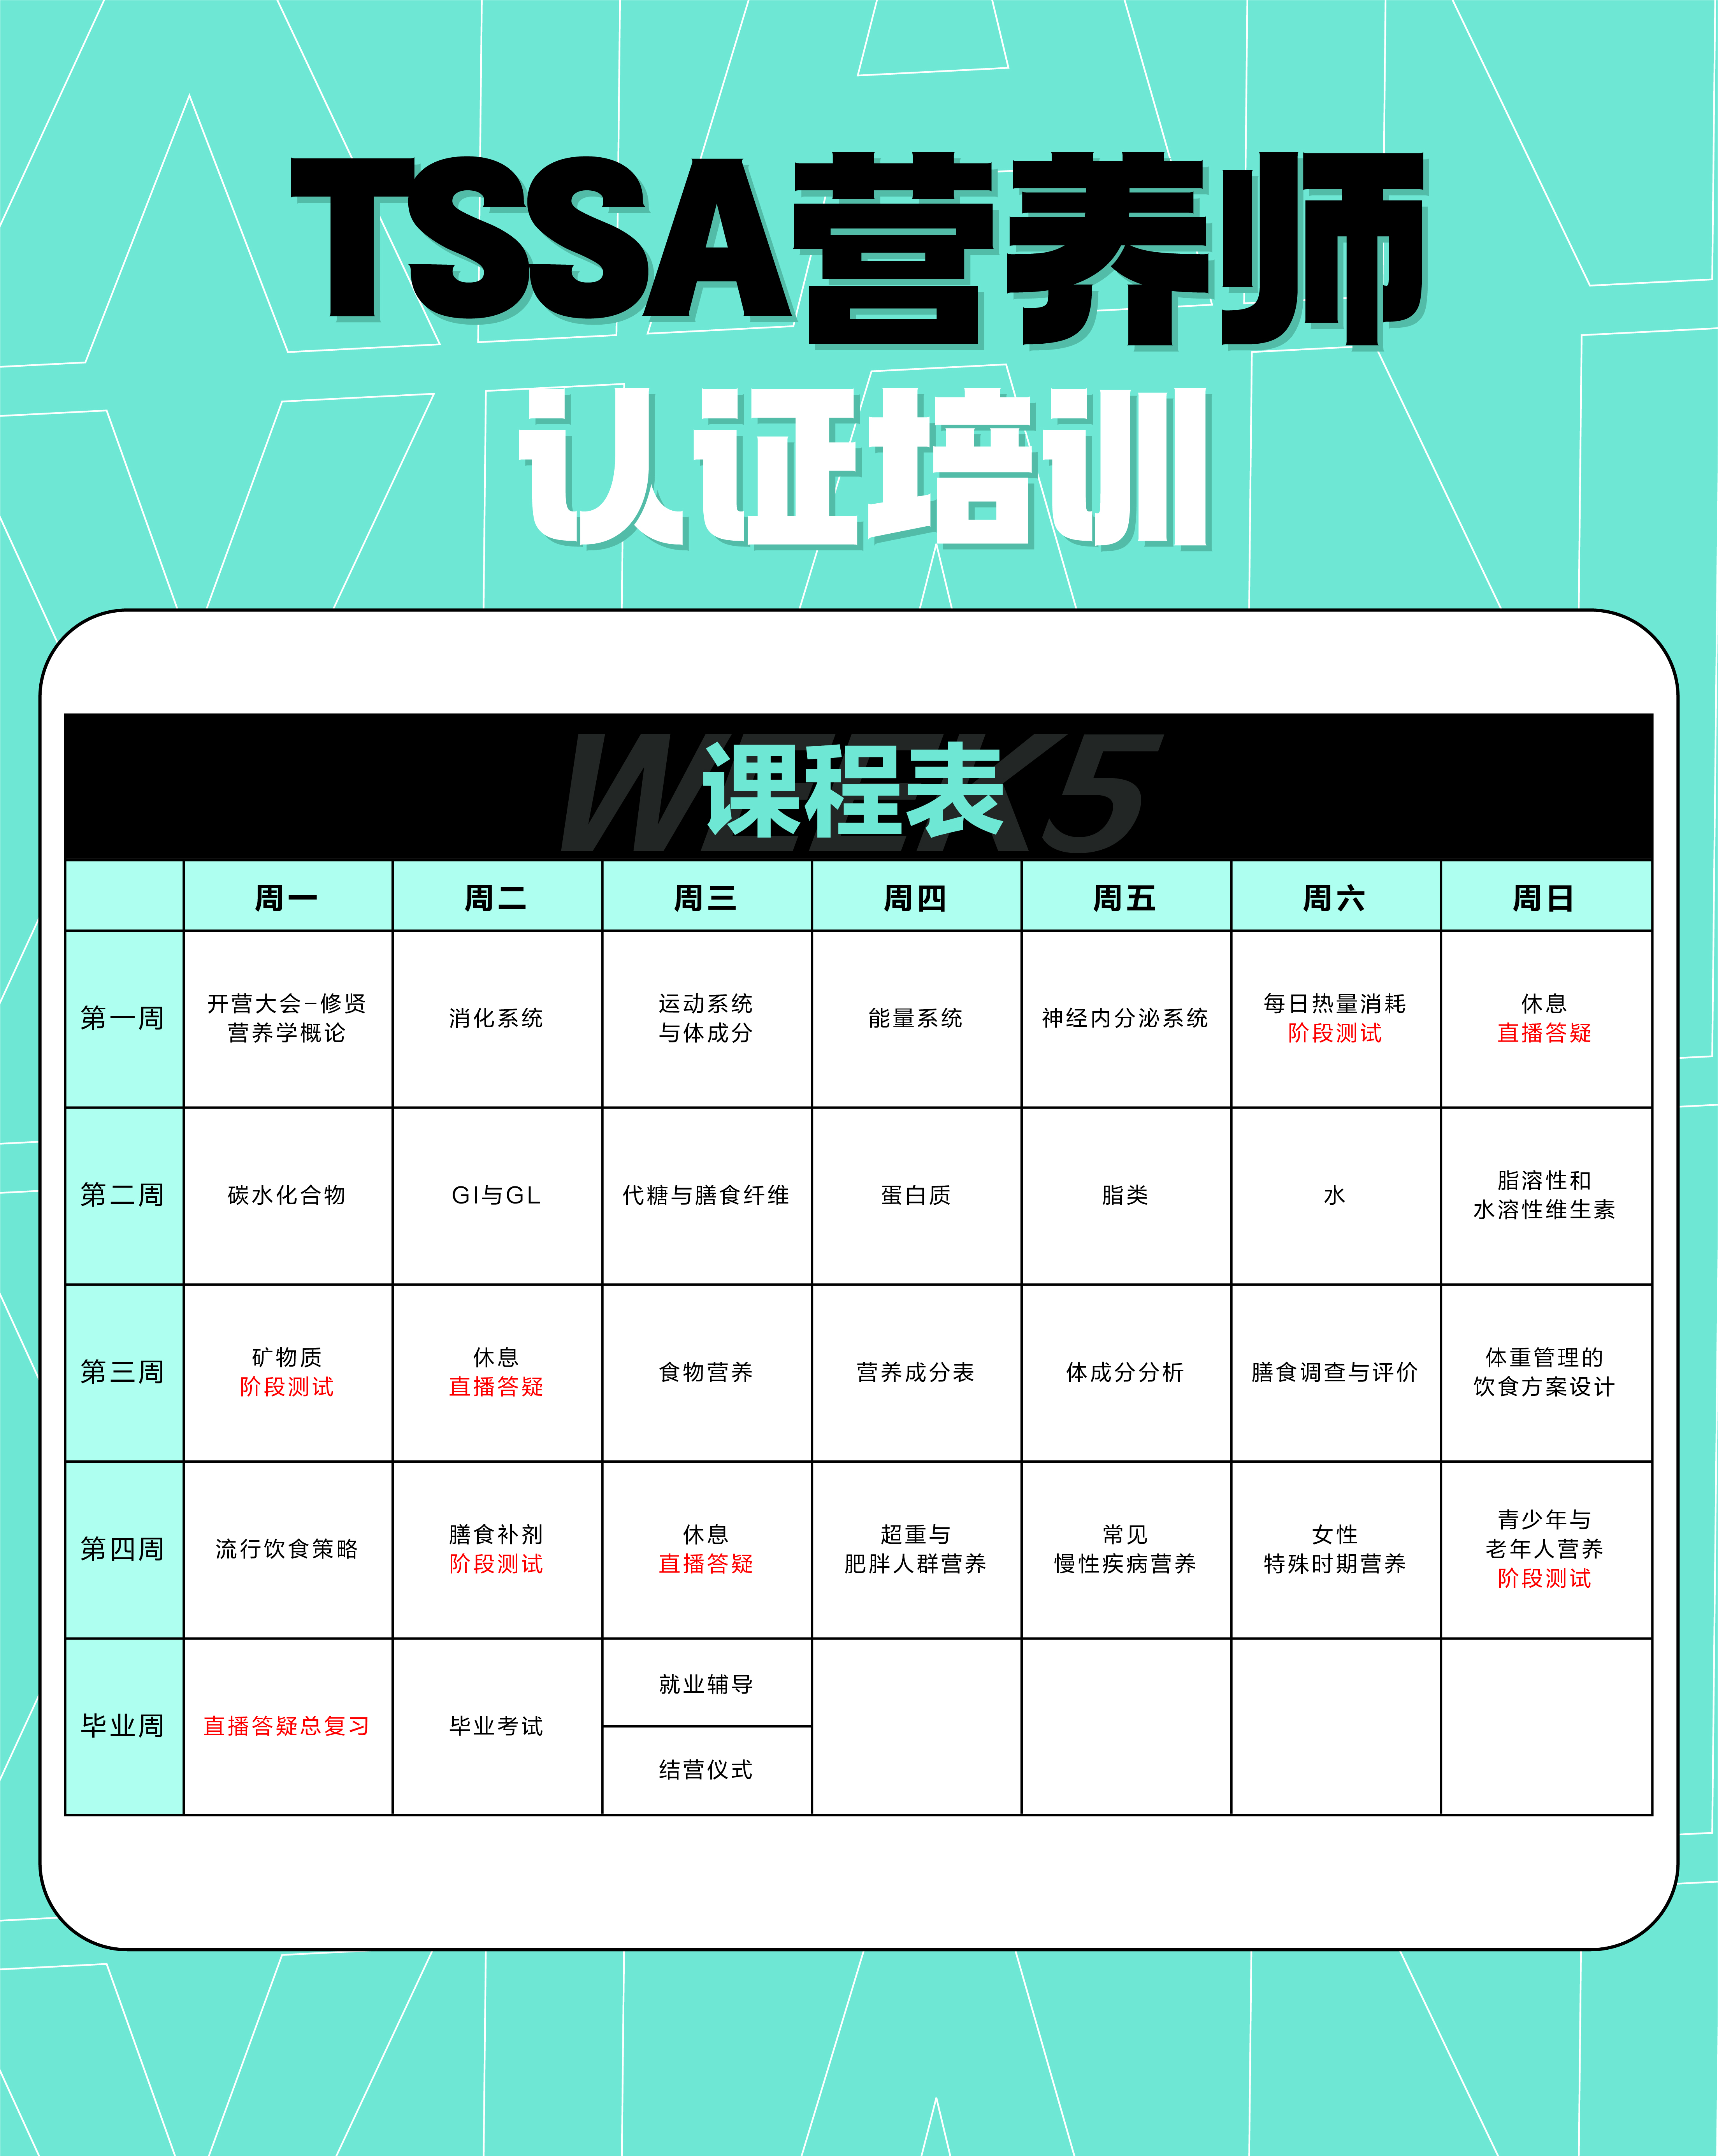 TSSA营养师
认证培训
WEEK5
课程表
周一 周二 周三 周四 周五 周六 周日
第一周
开营大会-修贤
营养学概论
消化系统
运动系统
与体成分
能量系统
神经内分泌系统
每日热量消耗
阶段测试
休息
直播答疑
第二周
碳水化合物
GI与GL
代糖与膳食纤维
蛋白质
脂类
水
脂溶性和
水溶性维生素
第三周
矿物质
阶段测试
休息
直播答疑
食物营养
营养成分表
体成分分析
膳食调查与评价
体重管理的
饮食方案设计
第四周
流行饮食策略
膳食补剂
阶段测试
休息
直播答疑
超重与
肥胖人群营养
常见
慢性疾病营养
女性
特殊时期营养
青少年与
老年人营养
阶段测试
毕业周
直播答疑总复习
毕业考试
就业辅导
结营仪式